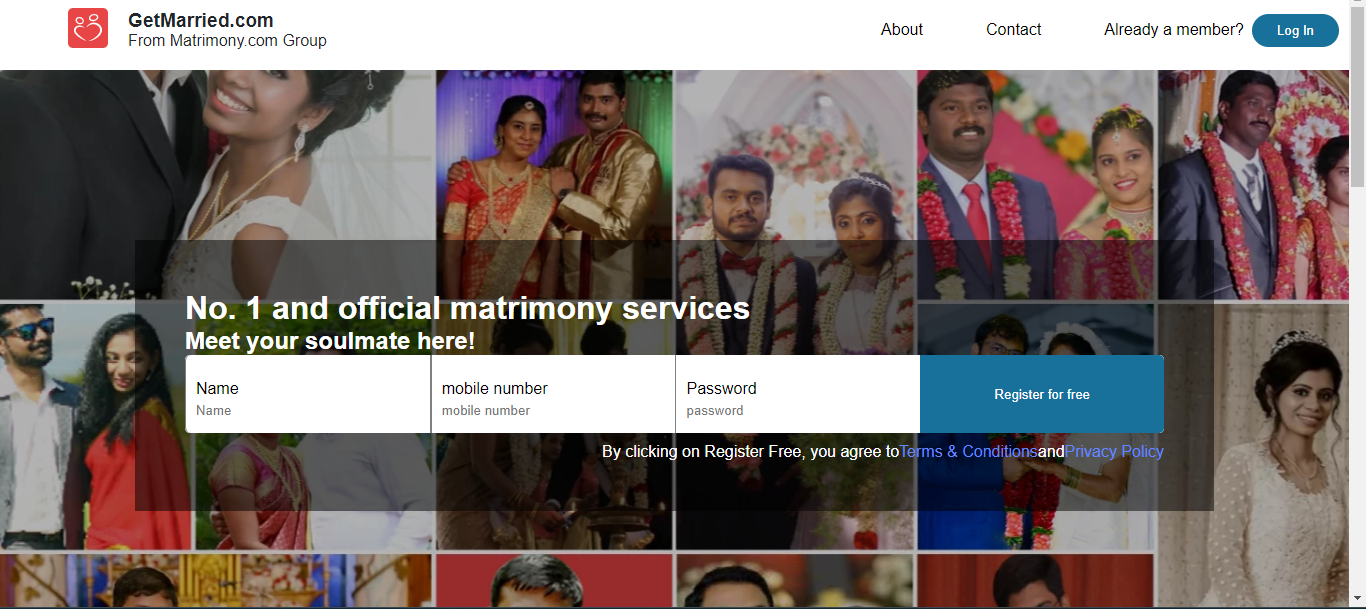 GetMarried.com
From Matrimony.com Group
About
Contact
Already a member?
Log In
No. 1 and official matrimony services
Meet your soulmate here!
Name
Name
mobile number
mobile number
Password
password
Register for free
By clicking on Register Free, you agree toTerms & ConditionsandPrivacy Policy